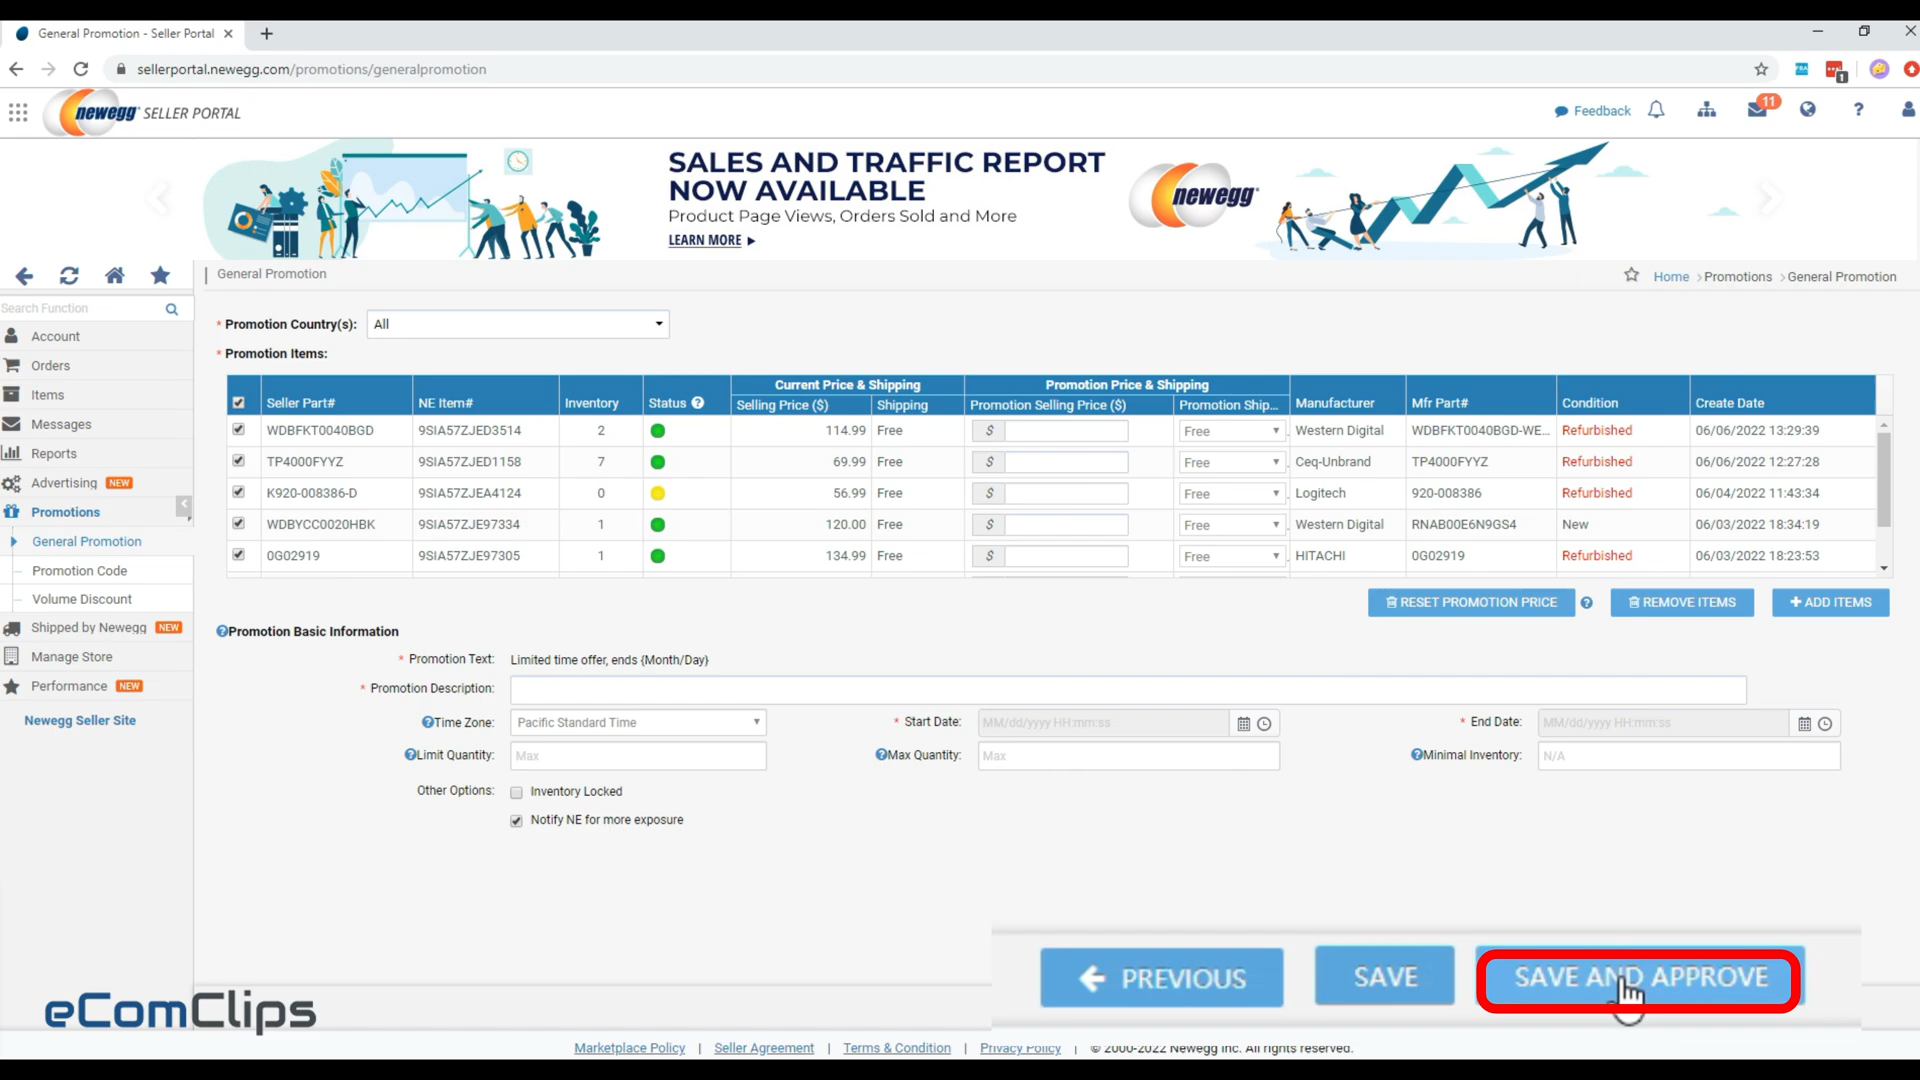 General Promotion - Seller Portal
sellerportal.newegg.com/promotions/generalpromotion
1
newegg SELLER PORTAL
Feedback
11
?
SALES AND TRAFFIC REPORT
NOW AVAILABLE
Product Page Views, Orders Sold and More
LEARN MORE
newegg
General Promotion
Home > Promotions > General Promotion
Search Function
Account
Orders
Items
Messages
Reports
Advertising NEW
Promotions
General Promotion
Promotion Code
Volume Discount
Shipped by Newegg NEW
Manage Store
Performance NEW
Newegg Seller Site
* Promotion Country(s): All
* Promotion Items:
Current Price & Shipping Promotion Price & Shipping
Seller Part# NE Item# Inventory Status Selling Price ($) Shipping Promotion Selling Price ($) Promotion Ship... Manufacturer Mfr Part# Condition Create Date
WDBFKT0040BGD 9SIA57ZJED3514 2 114.99 Free $ Free Western Digital WDBFKT0040BGD-WE... Refurbished 06/06/2022 13:29:39
TP4000FYYZ 9SIA57ZJED1158 7 69.99 Free $ Free Ceq-Unbrand TP4000FYYZ Refurbished 06/06/2022 12:27:28
K920-008386-D 9SIA57ZJEA4124 0 56.99 Free $ Free Logitech 920-008386 Refurbished 06/04/2022 11:43:34
WDBYCC0020HBK 9SIA57ZJE97334 1 120.00 Free $ Free Western Digital RNAB00E6N9GS4 New 06/03/2022 18:34:19
0G02919 9SIA57ZJE97305 1 134.99 Free $ Free HITACHI 0G02919 Refurbished 06/03/2022 18:23:53
RESET PROMOTION PRICE ? REMOVE ITEMS + ADD ITEMS
?Promotion Basic Information
* Promotion Text: Limited time offer, ends {Month/Day}
* Promotion Description:
?Time Zone: Pacific Standard Time * Start Date: MM/dd/yyyy HH:mm:ss * End Date: MM/dd/yyyy HH:mm:ss
?Limit Quantity: Max ?Max Quantity: Max ?Minimal Inventory: N/A
Other Options: Inventory Locked
Notify NE for more exposure
PREVIOUS SAVE SAVE AND APPROVE
eComClips
Marketplace Policy | Seller Agreement | Terms & Condition | Privacy Policy | © 2000-2022 Newegg Inc. All rights reserved.